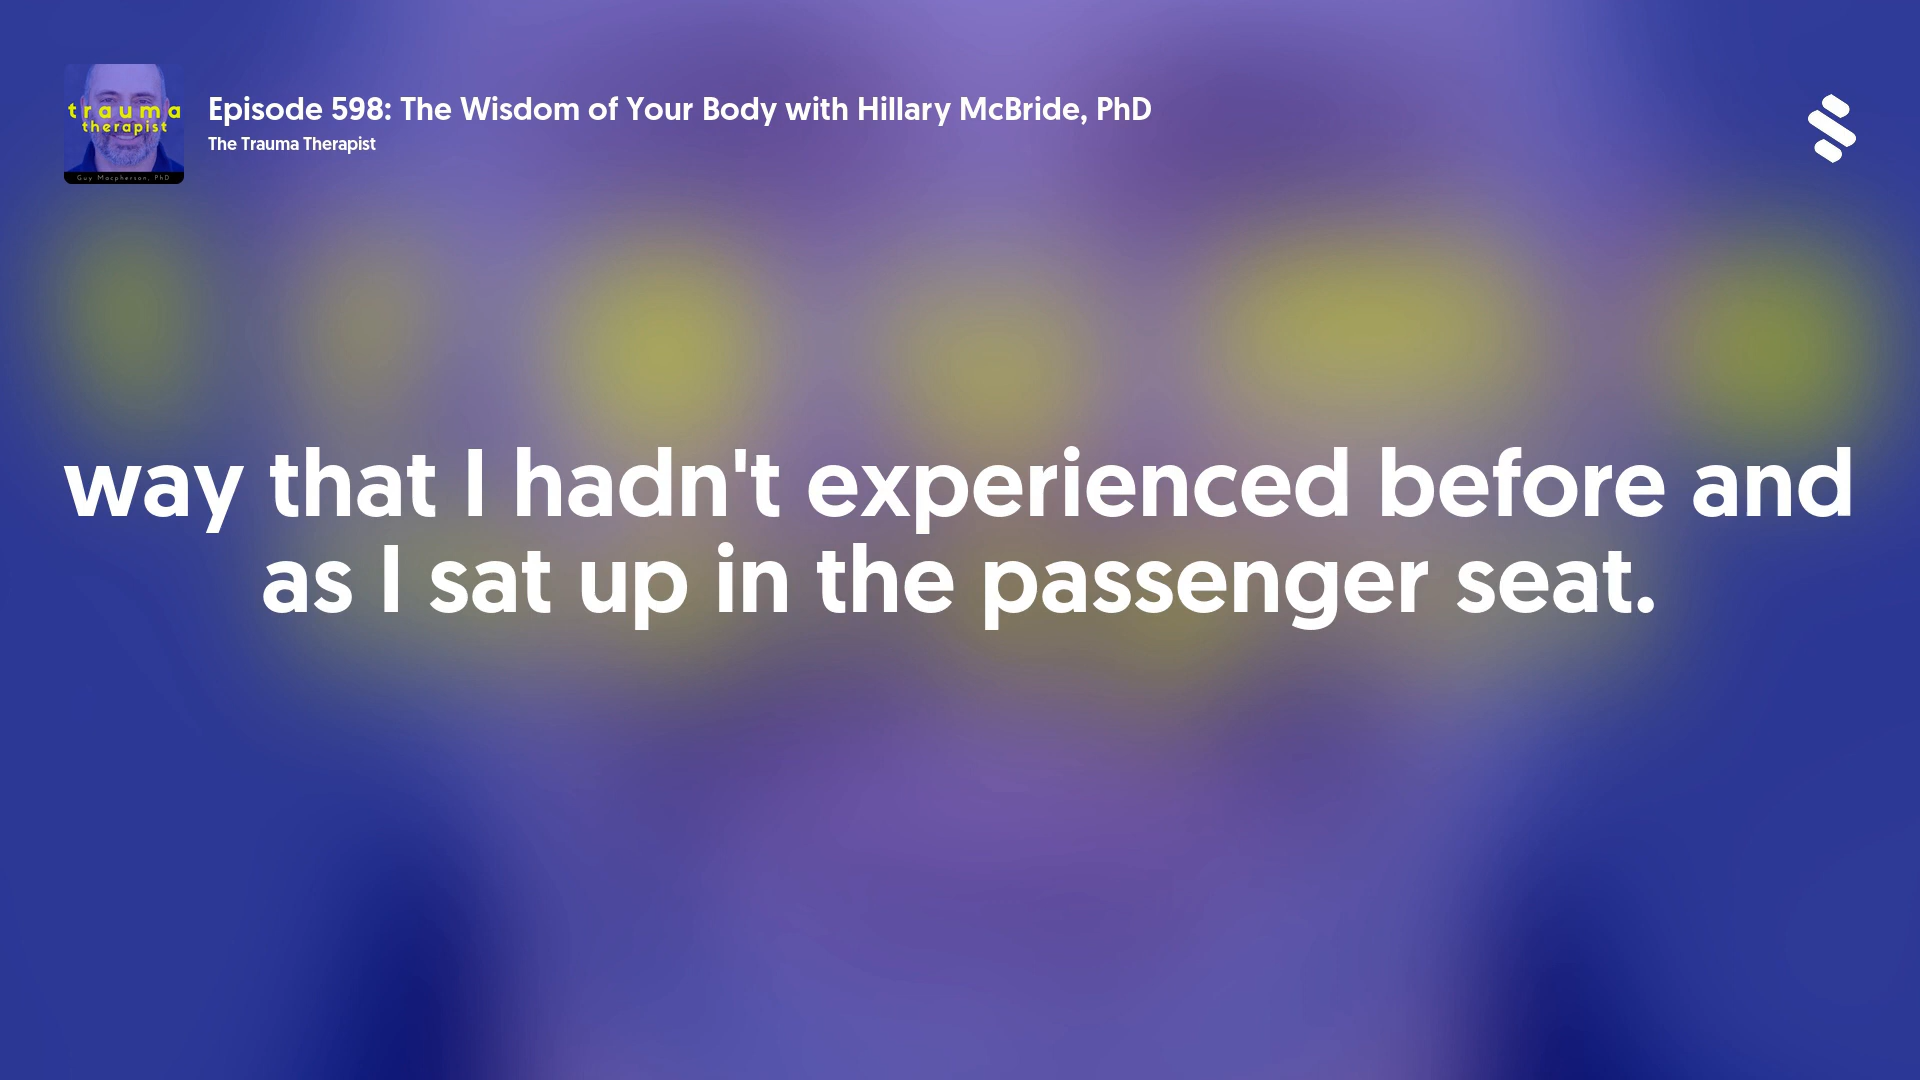 trauma
therapist
Guy Macpherson, PhD
Episode 598: The Wisdom of Your Body with Hillary McBride, PhD
The Trauma Therapist
way that I hadn't experienced before and
as I sat up in the passenger seat.